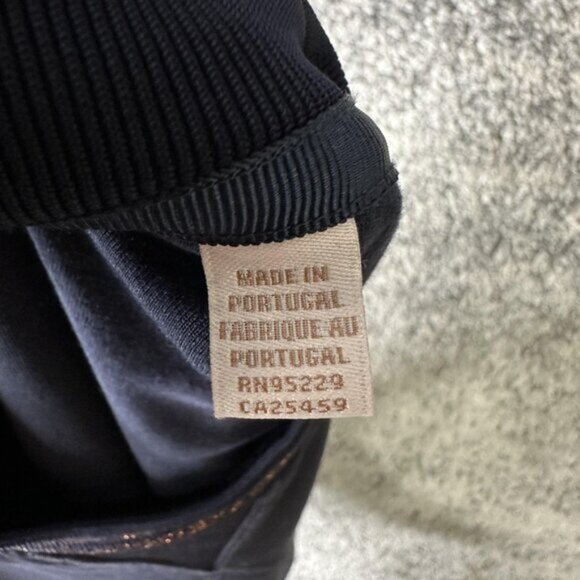 MADE IN
PORTUGAL
FABRIQUE AU
PORTUGAL
RN95229
CA25459